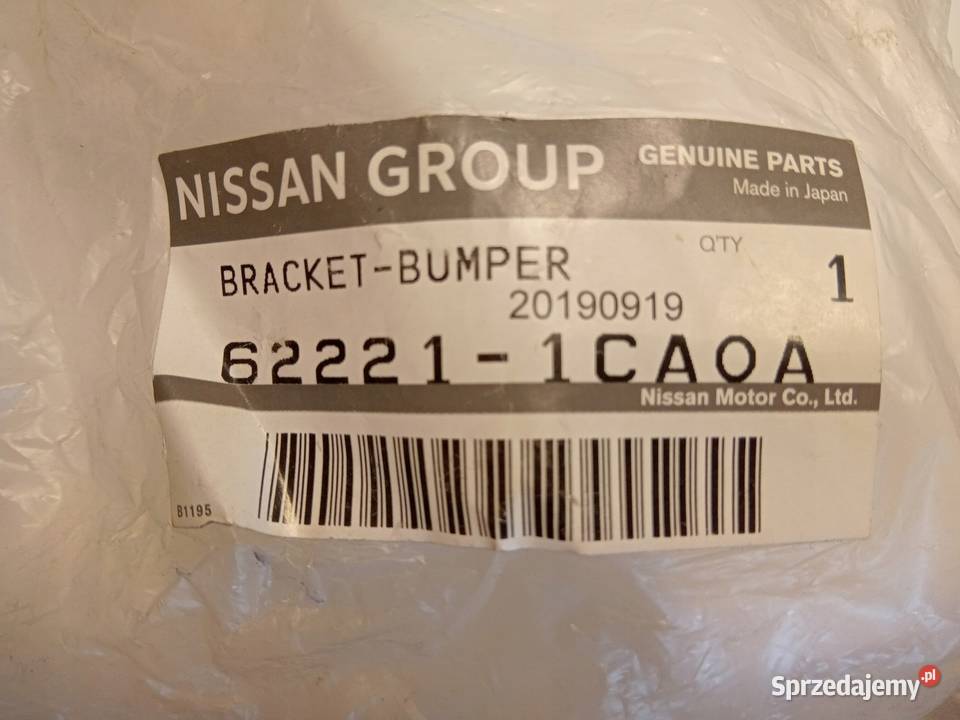 NISSAN GROUP
GENUINE PARTS
Made in Japan
BRACKET-BUMPER
Q'TY
1
20190919
62221-1CA0A
Nissan Motor Co., Ltd.
B1195
Sprzedajemy.pl